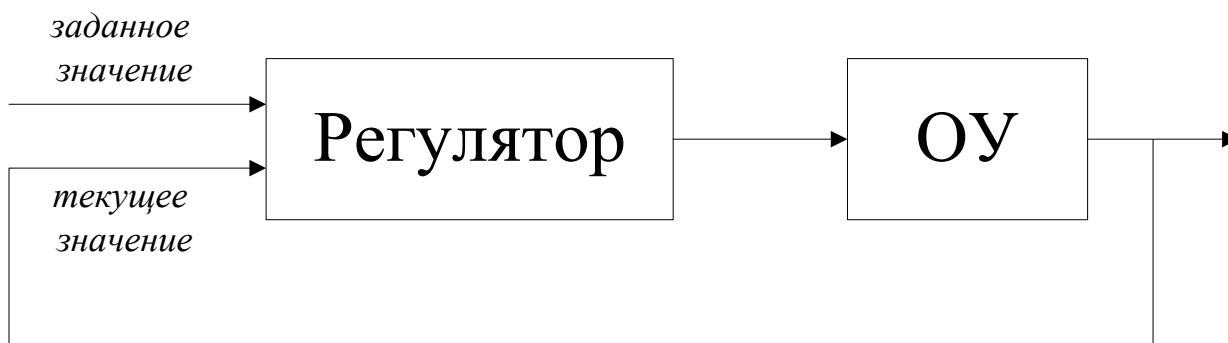 заданное
значение
Регулятор
ОУ
текущее
значение